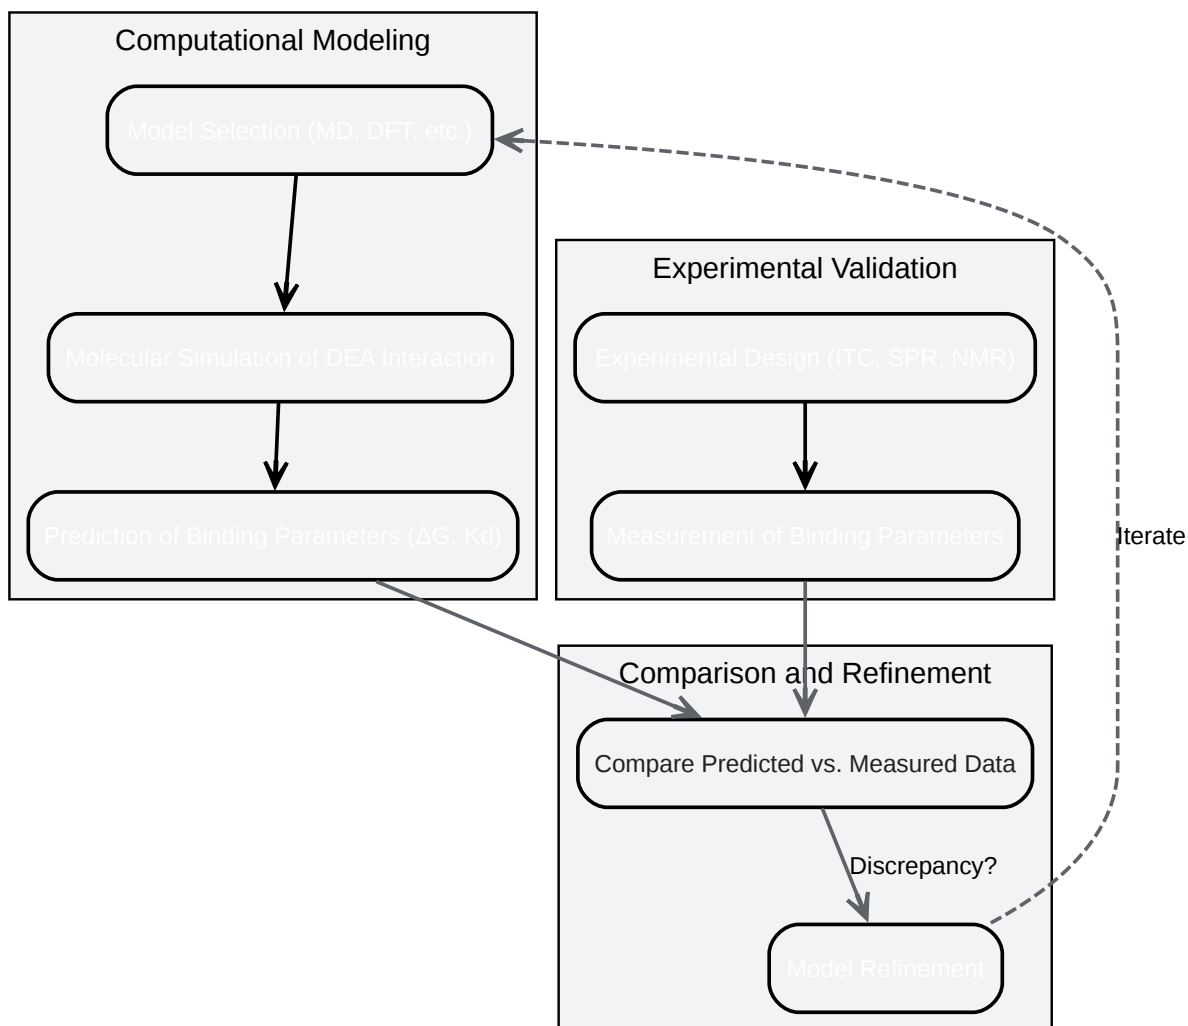 Computational Modeling
Model Selection (MD, DFT, etc.)
Molecular Simulation of DEA Interaction
Prediction of Binding Parameters (ΔG, Kd)
Experimental Validation
Experimental Design (ITC, SPR, NMR)
Measurement of Binding Parameters
Iterate
Comparison and Refinement
Compare Predicted vs. Measured Data
Discrepancy?
Model Refinement